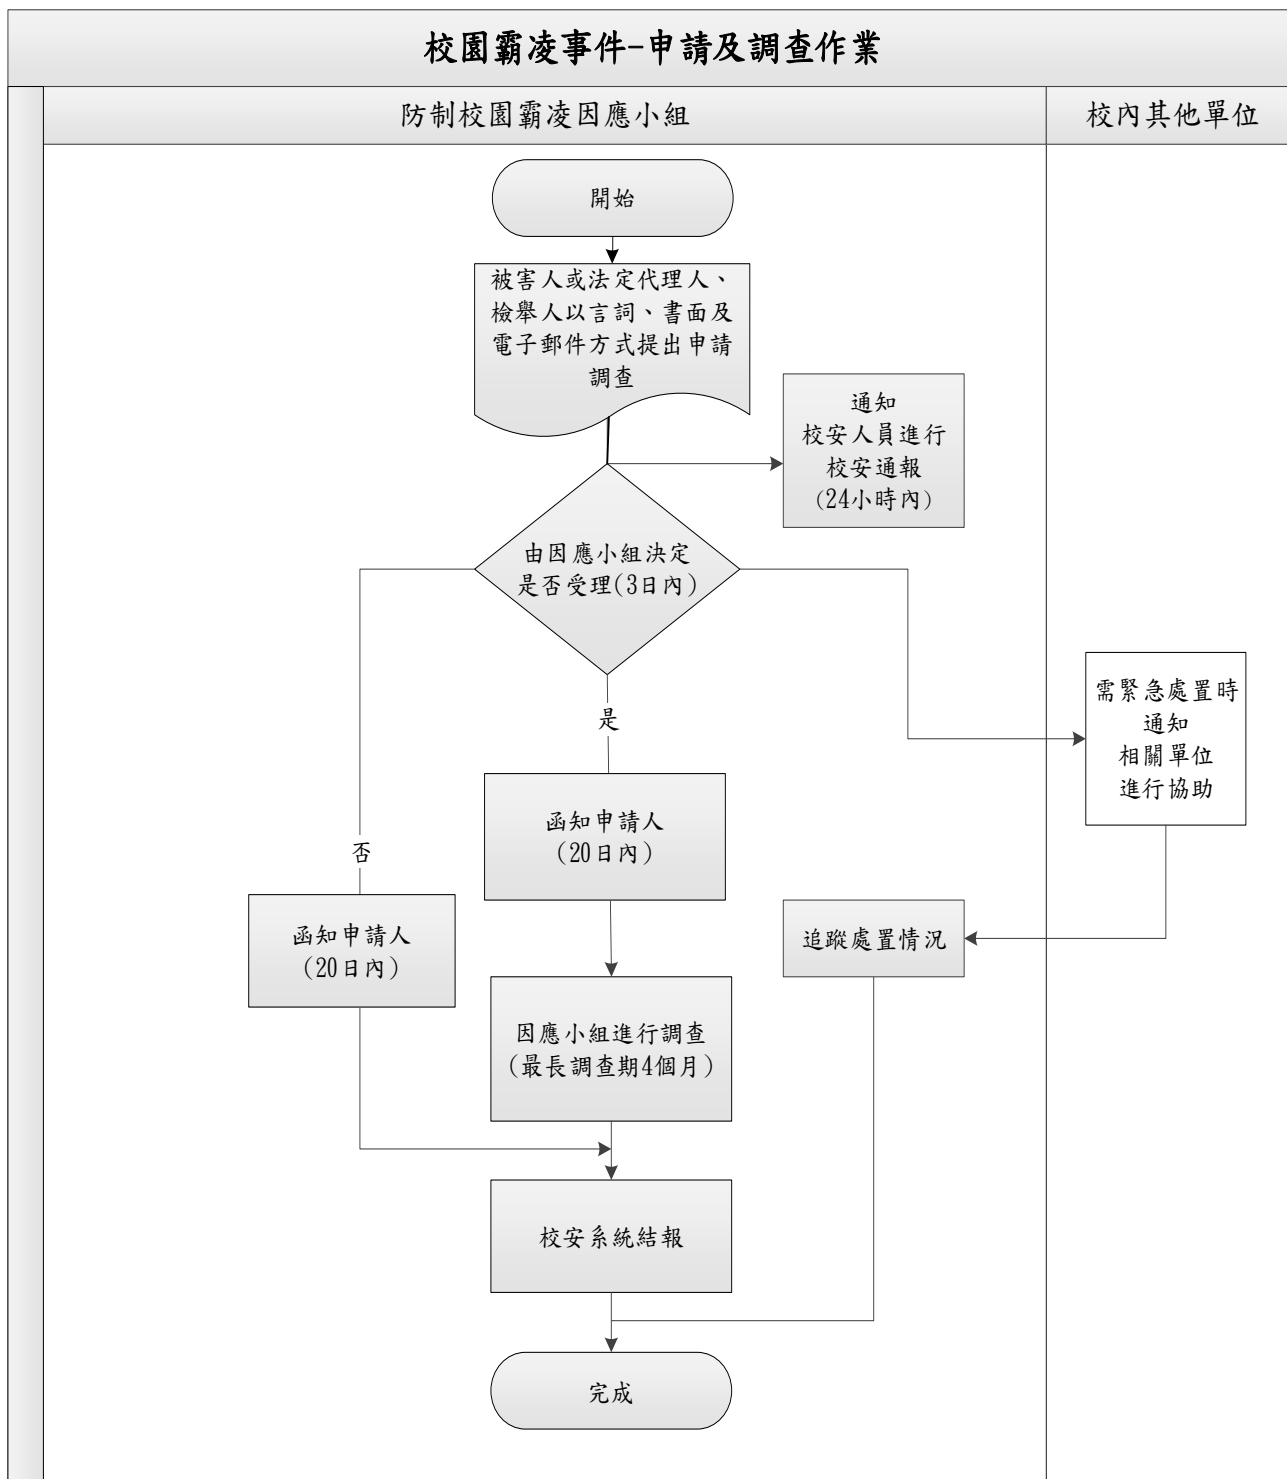 校園霸凌事件-申請及調查作業
防制校園霸凌因應小組
校內其他單位
開始
被害人或法定代理人、
檢舉人以言詞、書面及
電子郵件方式提出申請
調查
通知
校安人員進行
校安通報
(24小時內)
由因應小組決定
是否受理(3日內)
需緊急處置時
通知
相關單位
進行協助
是
函知申請人
(20日內)
否
函知申請人
(20日內)
追蹤處置情況
因應小組進行調查
(最長調查期4個月)
校安系統結報
完成